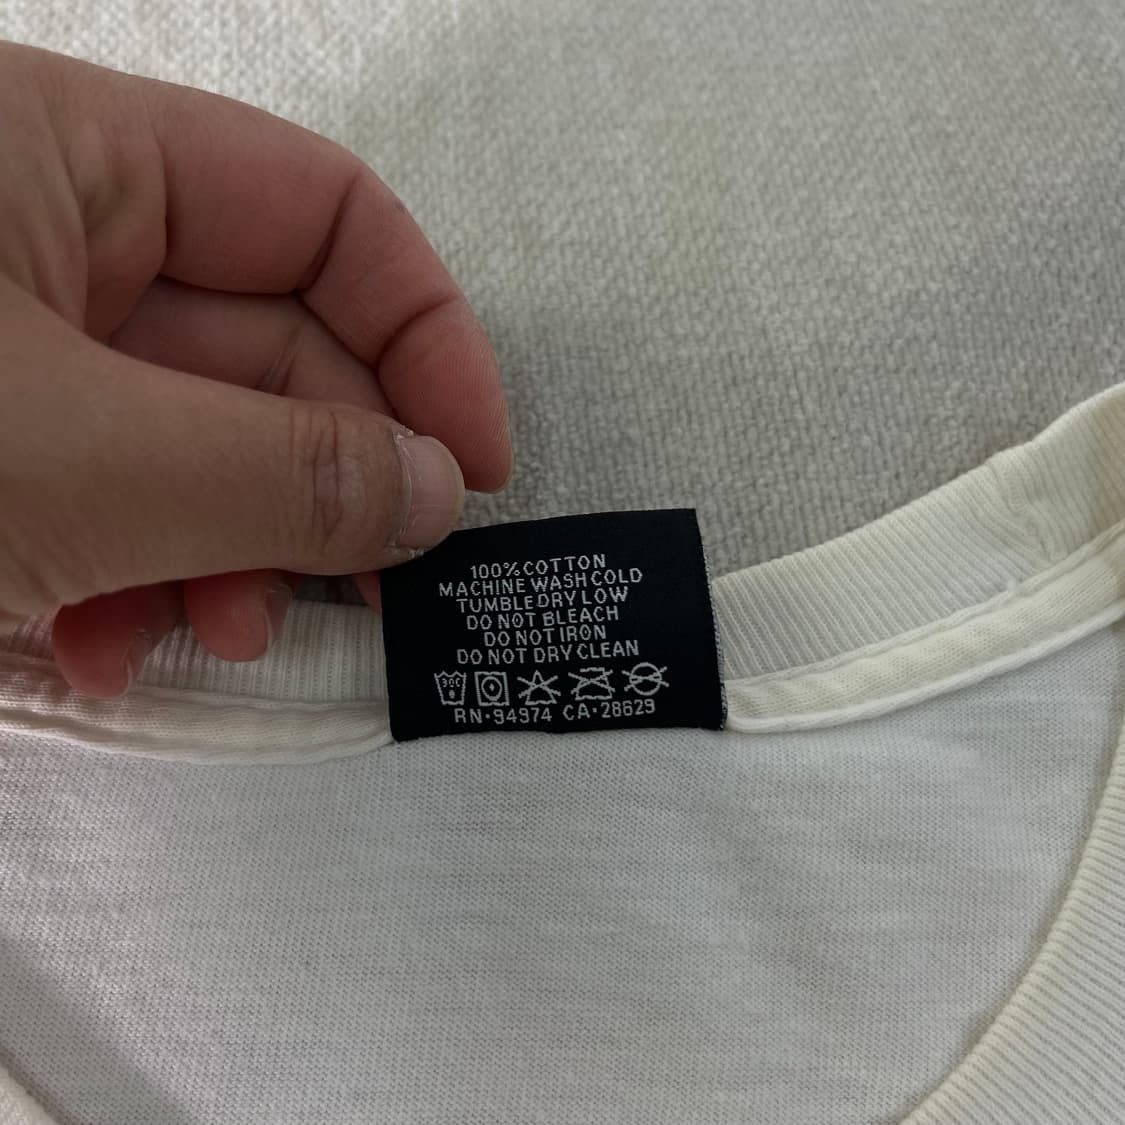 100% COTTON
MACHINE WASH COLD
TUMBLE DRY LOW
DO NOT BLEACH
DO NOT IRON
DO NOT DRY CLEAN
30C
RN·94974 CA·28629